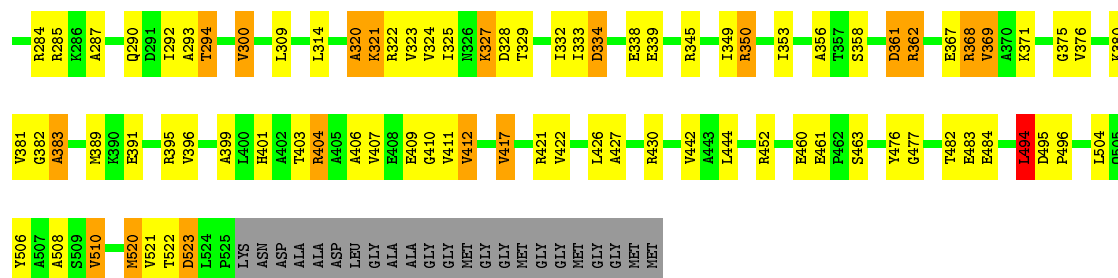 R284 R285 K286 A287 Q290 D291 I292 A293 T294 V300 L309 L314 A320 K321 R322 V323 V324 I325 N326 K327 D328 T329 I332 I333 D334 E338 E339 R345 I349 R350 I353 A356 T357 S358 D361 R362 E367 R368 V369 A370 K371 G375 V376 K380
V381 G382 A383 M389 K390 E391 R395 V396 A399 L400 H401 A402 T403 R404 A405 A406 V407 E408 E409 G410 V411 V412 V417 R421 V422 L426 A427 R430 V442 A443 L444 R452 E460 E461 P462 S463 Y476 G477 T482 E483 E484 L494 D495 P496 L504 Q505
Y506 A507 A508 S509 V510 M520 V521 T522 D523 L524 P525 LYS ASN ASP ALA ALA ASP LEU GLY ALA ALA GLY GLY MET GLY GLY MET GLY GLY MET MET